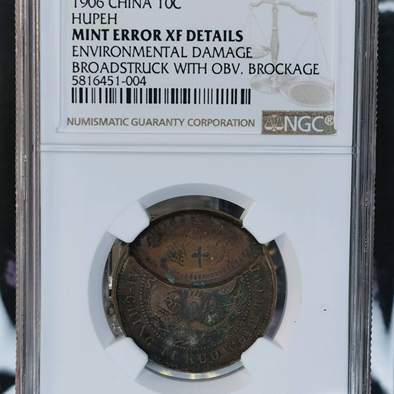 1906 CHINA 10C
HUPEH
MINT ERROR XF DETAILS
ENVIRONMENTAL DAMAGE
BROADSTRUCK WITH OBV. BROCKAGE
5816451-004
NUMISMATIC GUARANTY CORPORATION NGC®